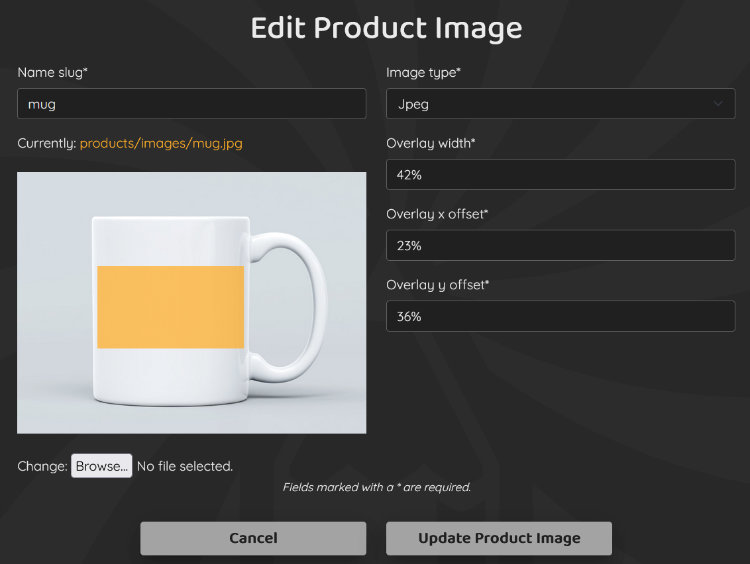 Edit Product Image
Name slug*
mug
Currently: products/images/mug.jpg
Change: Browse... No file selected.
Image type*
Jpeg
Overlay width*
42%
Overlay x offset*
23%
Overlay y offset*
36%
Fields marked with a * are required.
Cancel
Update Product Image